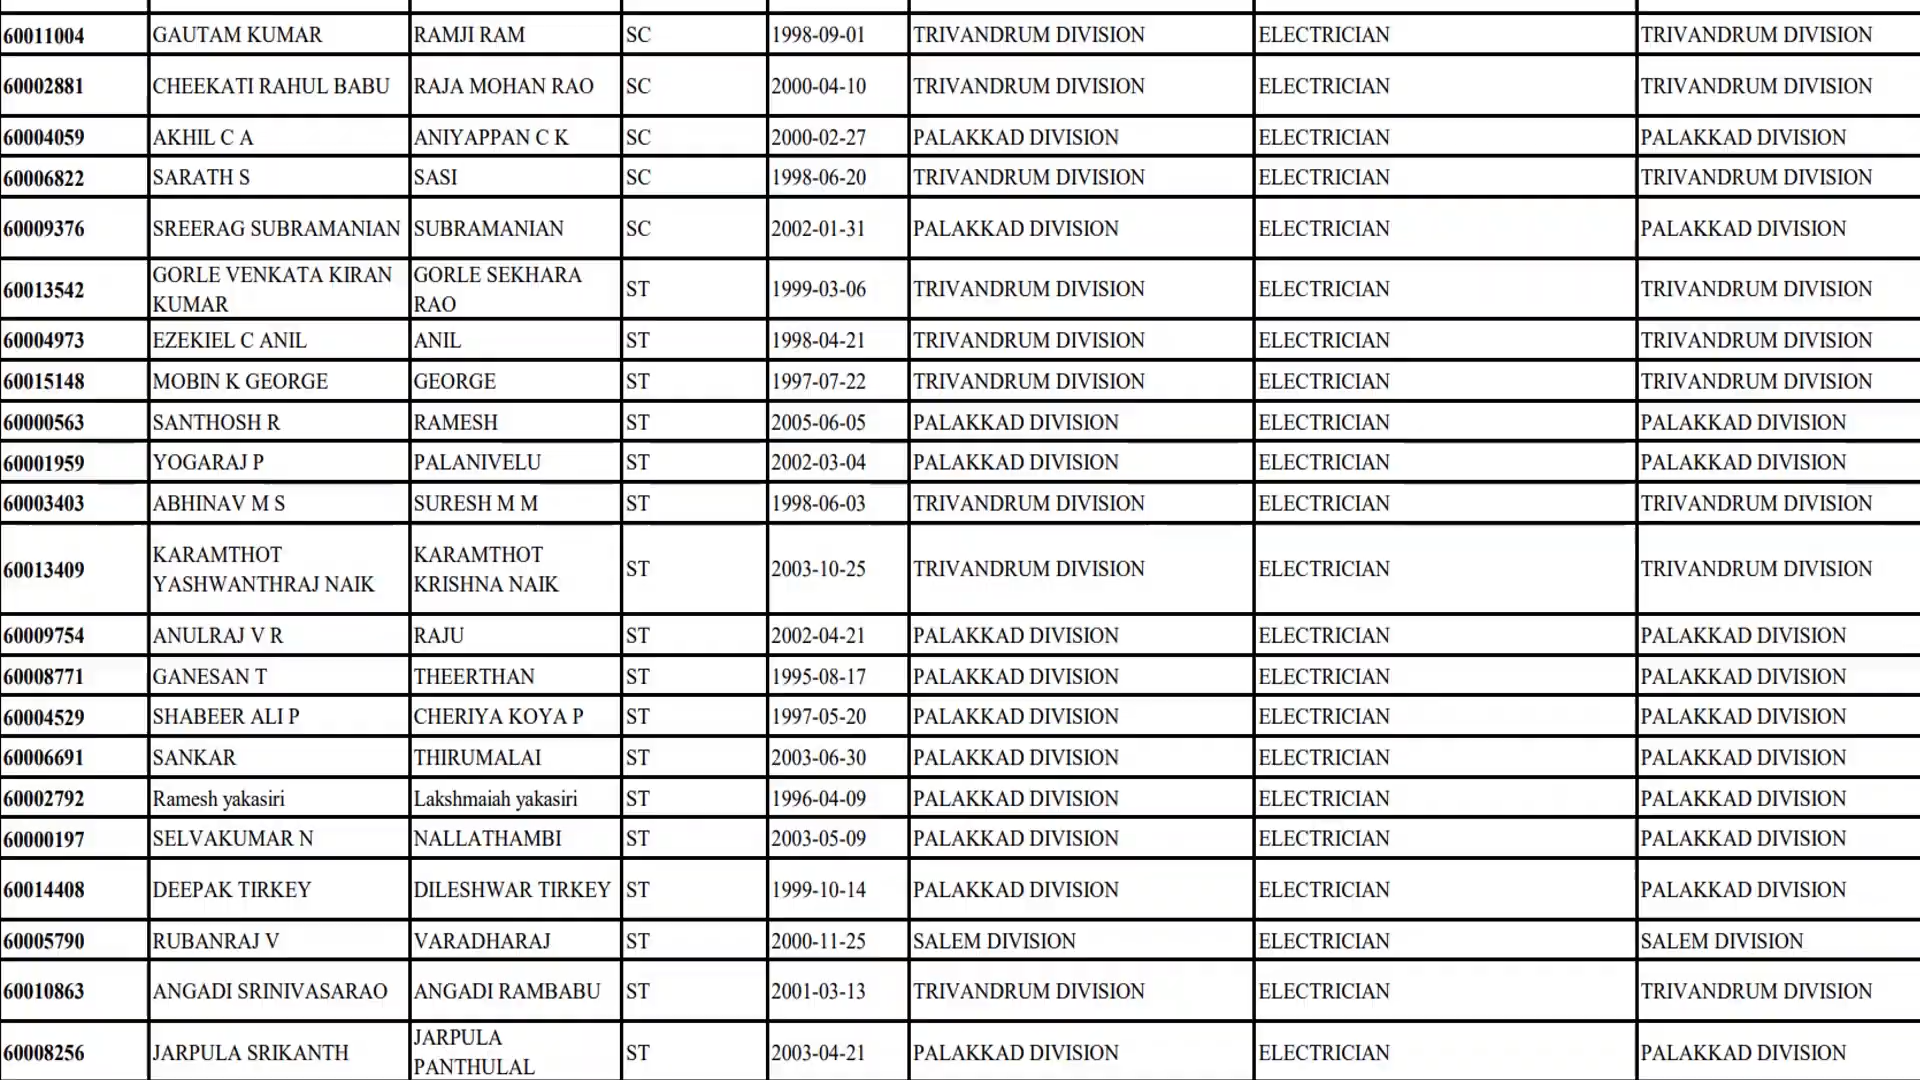 60011004 GAUTAM KUMAR RAMJI RAM SC 1998-09-01 TRIVANDRUM DIVISION ELECTRICIAN TRIVANDRUM DIVISION
60002881 CHEEKATI RAHUL BABU RAJA MOHAN RAO SC 2000-04-10 TRIVANDRUM DIVISION ELECTRICIAN TRIVANDRUM DIVISION
60004059 AKHIL C A ANIYAPPAN C K SC 2000-02-27 PALAKKAD DIVISION ELECTRICIAN PALAKKAD DIVISION
60006822 SARATH S SASI SC 1998-06-20 TRIVANDRUM DIVISION ELECTRICIAN TRIVANDRUM DIVISION
60009376 SREERAG SUBRAMANIAN SUBRAMANIAN SC 2002-01-31 PALAKKAD DIVISION ELECTRICIAN PALAKKAD DIVISION
GORLE VENKATA KIRAN GORLE SEKHARA
60013542 ST 1999-03-06 TRIVANDRUM DIVISION ELECTRICIAN TRIVANDRUM DIVISION
KUMAR RAO
60004973 EZEKIEL C ANIL ANIL ST 1998-04-21 TRIVANDRUM DIVISION ELECTRICIAN TRIVANDRUM DIVISION
60015148 MOBIN K GEORGE GEORGE ST 1997-07-22 TRIVANDRUM DIVISION ELECTRICIAN TRIVANDRUM DIVISION
60000563 SANTHOSH R RAMESH ST 2005-06-05 PALAKKAD DIVISION ELECTRICIAN PALAKKAD DIVISION
60001959 YOGARAJ P PALANIVELU ST 2002-03-04 PALAKKAD DIVISION ELECTRICIAN PALAKKAD DIVISION
60003403 ABHINAV M S SURESH M M ST 1998-06-03 TRIVANDRUM DIVISION ELECTRICIAN TRIVANDRUM DIVISION
KARAMTHOT KARAMTHOT
60013409 ST 2003-10-25 TRIVANDRUM DIVISION ELECTRICIAN TRIVANDRUM DIVISION
YASHWANTHRAJ NAIK KRISHNA NAIK
60009754 ANULRAJ V R RAJU ST 2002-04-21 PALAKKAD DIVISION ELECTRICIAN PALAKKAD DIVISION
60008771 GANESAN T THEERTHAN ST 1995-08-17 PALAKKAD DIVISION ELECTRICIAN PALAKKAD DIVISION
60004529 SHABEER ALI P CHERIYA KOYA P ST 1997-05-20 PALAKKAD DIVISION ELECTRICIAN PALAKKAD DIVISION
60006691 SANKAR THIRUMALAI ST 2003-06-30 PALAKKAD DIVISION ELECTRICIAN PALAKKAD DIVISION
60002792 Ramesh yakasiri Lakshmaiah yakasiri ST 1996-04-09 PALAKKAD DIVISION ELECTRICIAN PALAKKAD DIVISION
60000197 SELVAKUMAR N NALLATHAMBI ST 2003-05-09 PALAKKAD DIVISION ELECTRICIAN PALAKKAD DIVISION
60014408 DEEPAK TIRKEY DILESHWAR TIRKEY ST 1999-10-14 PALAKKAD DIVISION ELECTRICIAN PALAKKAD DIVISION
60005790 RUBANRAJ V VARADHARAJ ST 2000-11-25 SALEM DIVISION ELECTRICIAN SALEM DIVISION
60010863 ANGADI SRINIVASARAO ANGADI RAMBABU ST 2001-03-13 TRIVANDRUM DIVISION ELECTRICIAN TRIVANDRUM DIVISION
JARPULA
60008256 JARPULA SRIKANTH ST 2003-04-21 PALAKKAD DIVISION ELECTRICIAN PALAKKAD DIVISION
PANTHULAL